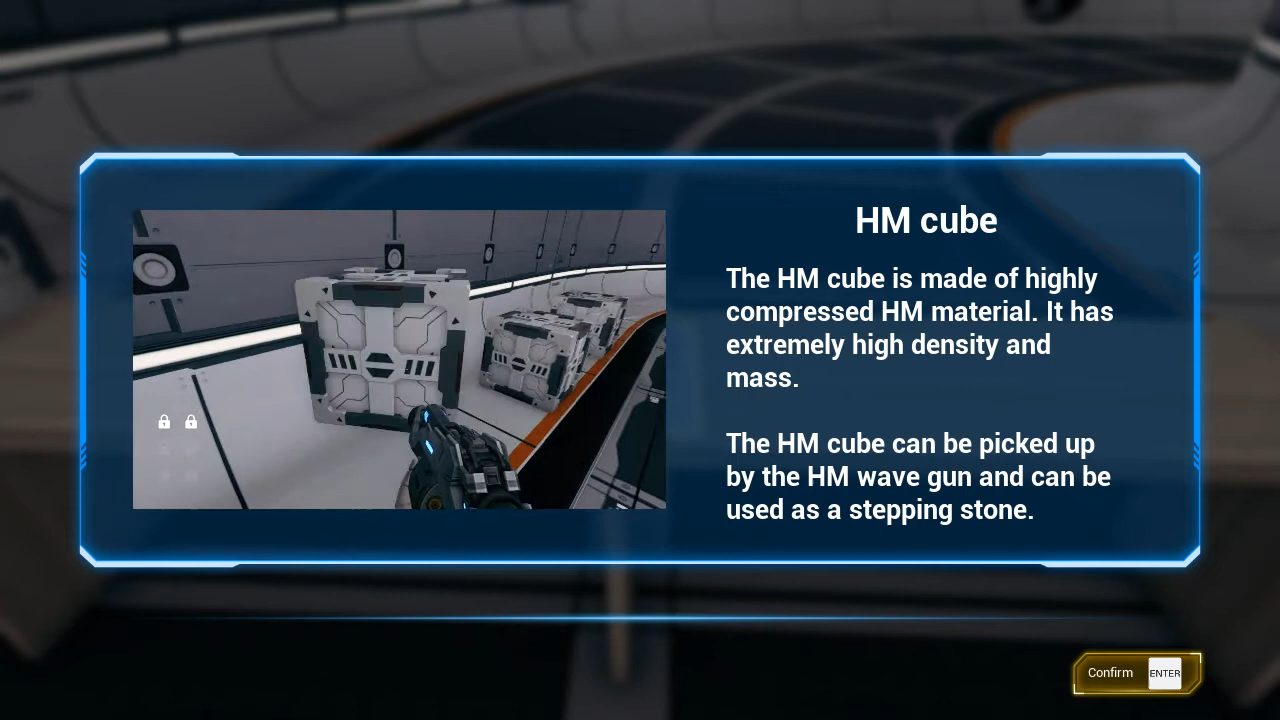 HM cube
The HM cube is made of highly
compressed HM material. It has
extremely high density and
mass.
The HM cube can be picked up
by the HM wave gun and can be
used as a stepping stone.
Confirm ENTER